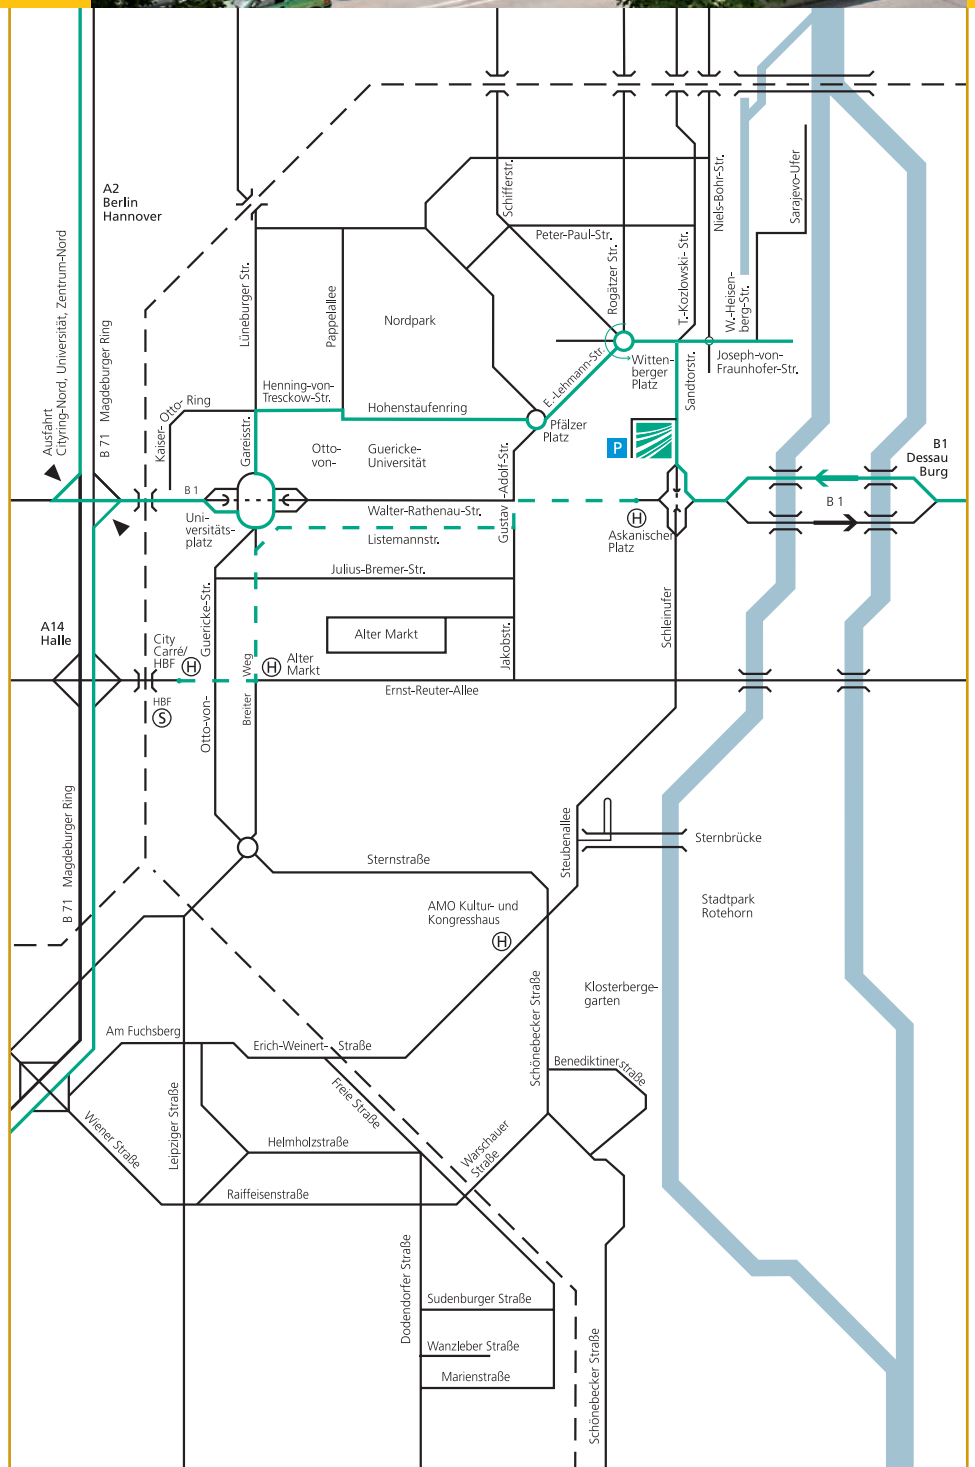 A2
Berlin
Hannover
Ausfahrt
Cityring-Nord, Universität, Zentrum-Nord
B 71 Magdeburger Ring
Lüneburger Str.
Pappelallee
Nordpark
Schifferstr.
Peter-Paul-Str.
Rogätzer Str.
T.-Kozlowski- Str.
Niels-Bohr-Str.
W.-Heisen-
berg-Str.
Sarajevo-Ufer
Kaiser- Otto- Ring
Henning-von-
Tresckow-Str.
Hohenstaufenring
Gareisstr.
Otto-
von-
Guericke-
Universität
E.-Lehmann-Str.
Witten-
berger
Platz
Pfälzer
Platz
Sandtorstr.
Joseph-von-
Fraunhofer-Str.
P
B1
Dessau
Burg
B 1
B 1
Uni-
versitäts-
platz
Walter-Rathenau-Str.
Listemannstr.
Gustav -Adolf-Str.
H
Askanischer
Platz
Julius-Bremer-Str.
Schleinufer
A14
Halle
City
Carré/
HBF
H
HBF
S
Otto-von- Guericke-Str.
Breiter Weg
H
Alter
Markt
Alter Markt
Jakobstr.
Ernst-Reuter-Allee
B 71 Magdeburger Ring
Sternstraße
Steubenallee
Sternbrücke
Stadtpark
Rotehorn
AMO Kultur- und
Kongresshaus
H
Klosterberge-
garten
Schönebecker Straße
Am Fuchsberg
Erich-Weinert- Straße
Benediktinerstraße
Freie Straße
Leipziger Straße
Wiener Straße
Helmholzstraße
Warschauer
Straße
Raiffeisenstraße
Dodendorfer Straße
Sudenburger Straße
Wanzleber Straße
Marienstraße
Schönebecker Straße